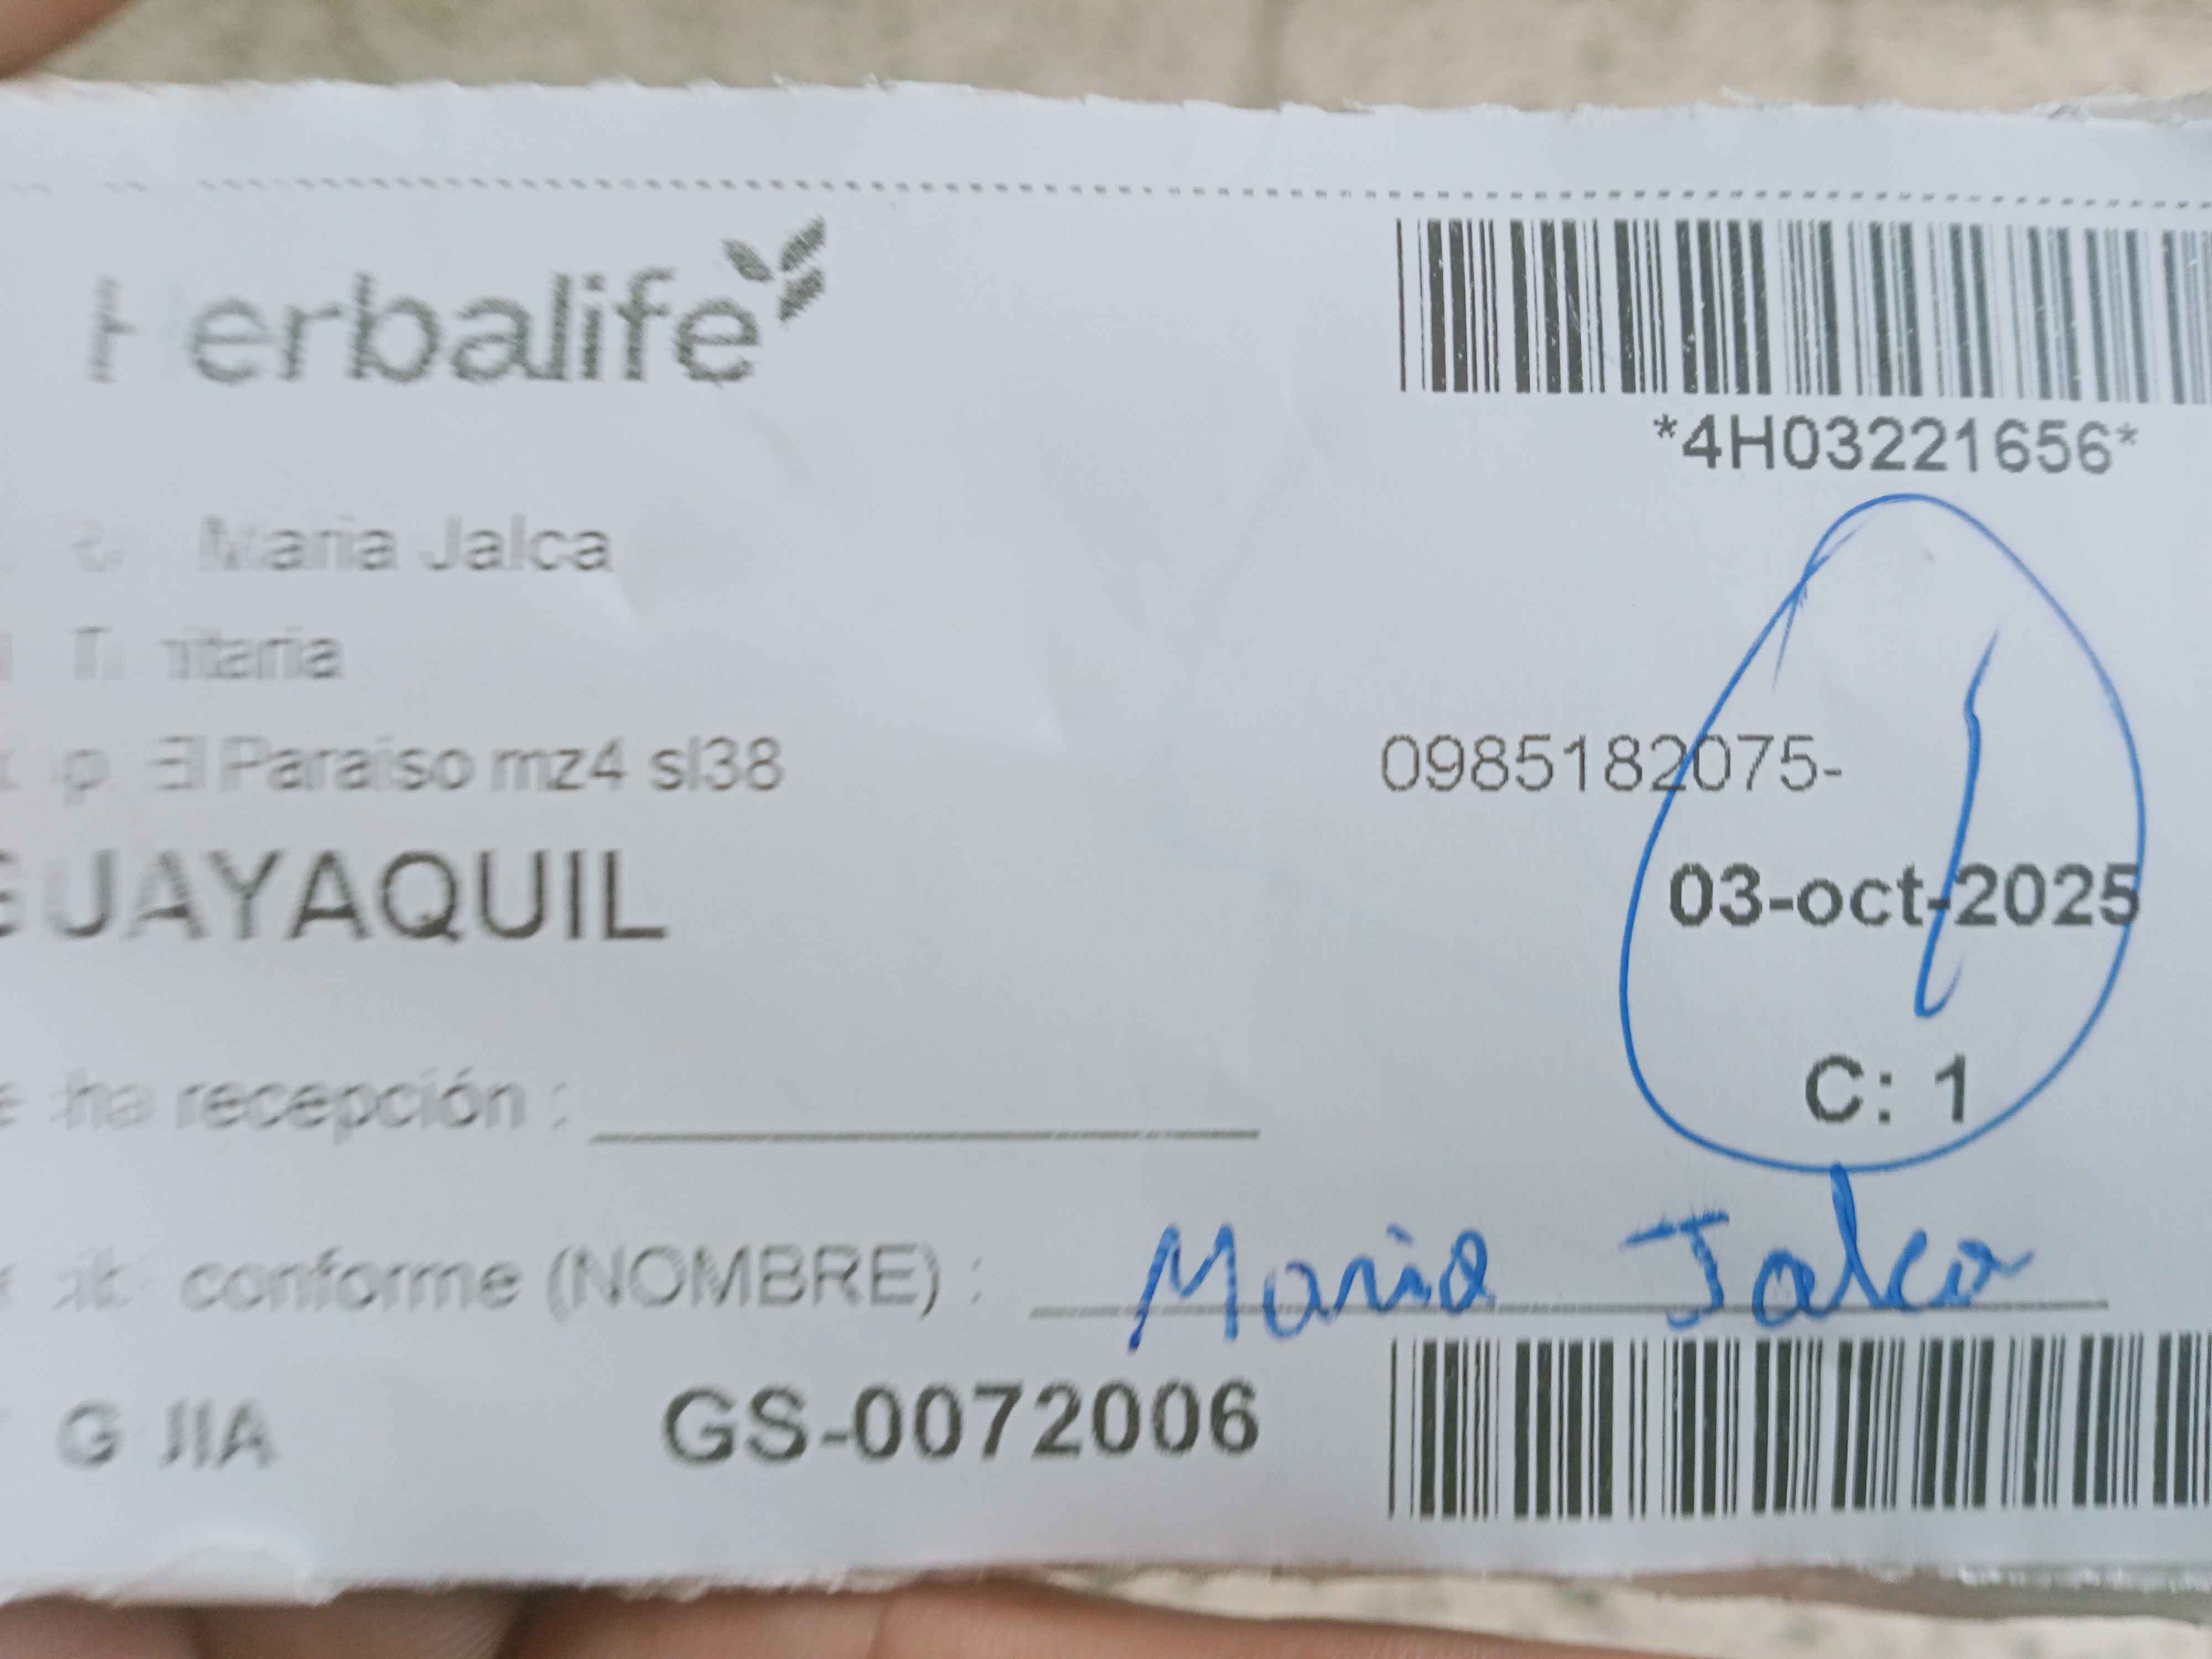 Herbalife
*4H03221656*
Maria Jalca
El Paraiso mz4 sl38
0985182075-
GUAYAQUIL
03-oct-2025
C: 1
recepción :
conforme (NOMBRE) : Maria Jalca
GS-0072006